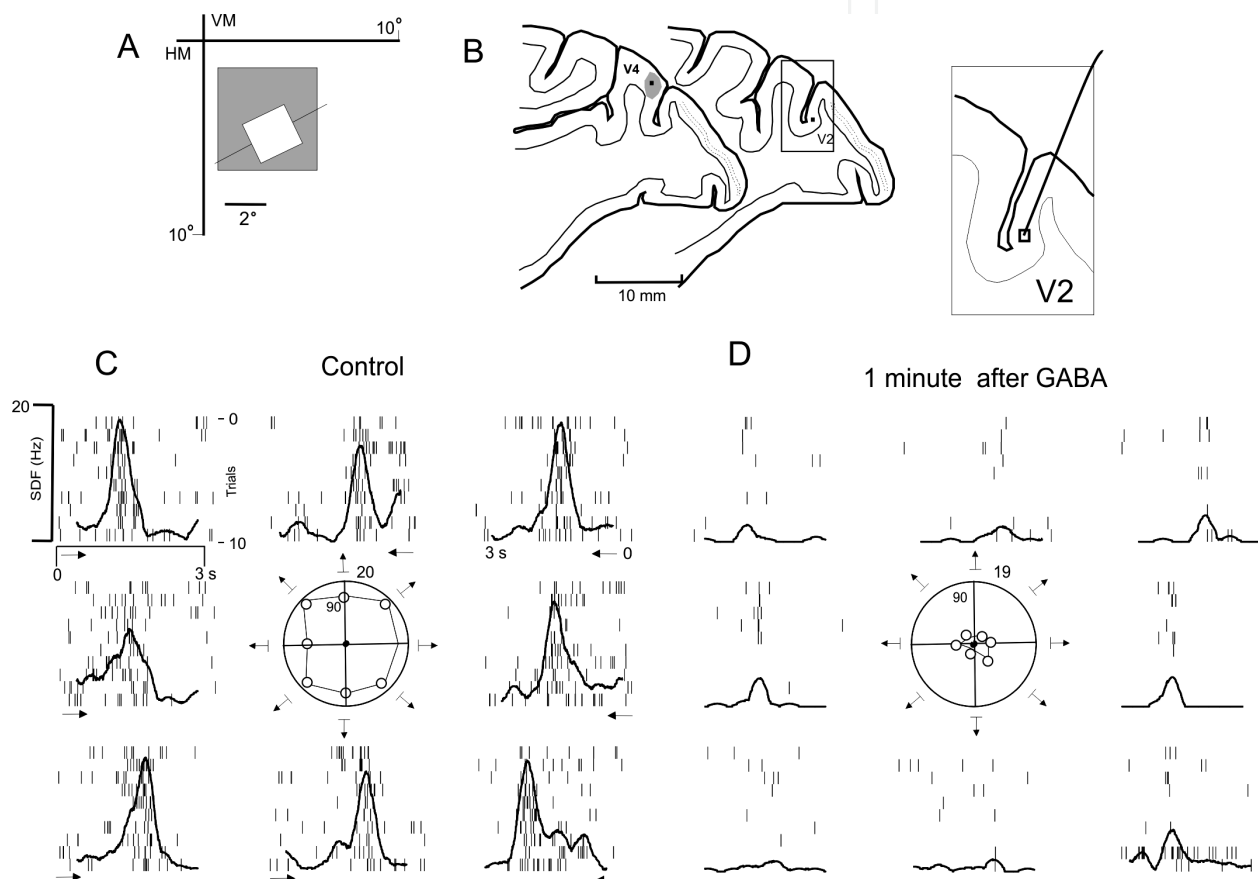 A
VM
10°
HM
2°
10°
B
V4
V2
10 mm
V2
C
Control
D
1 minute after GABA
20
SDF (Hz)
0
Trials
10
0
3 s
3 s
0
20
90
19
90